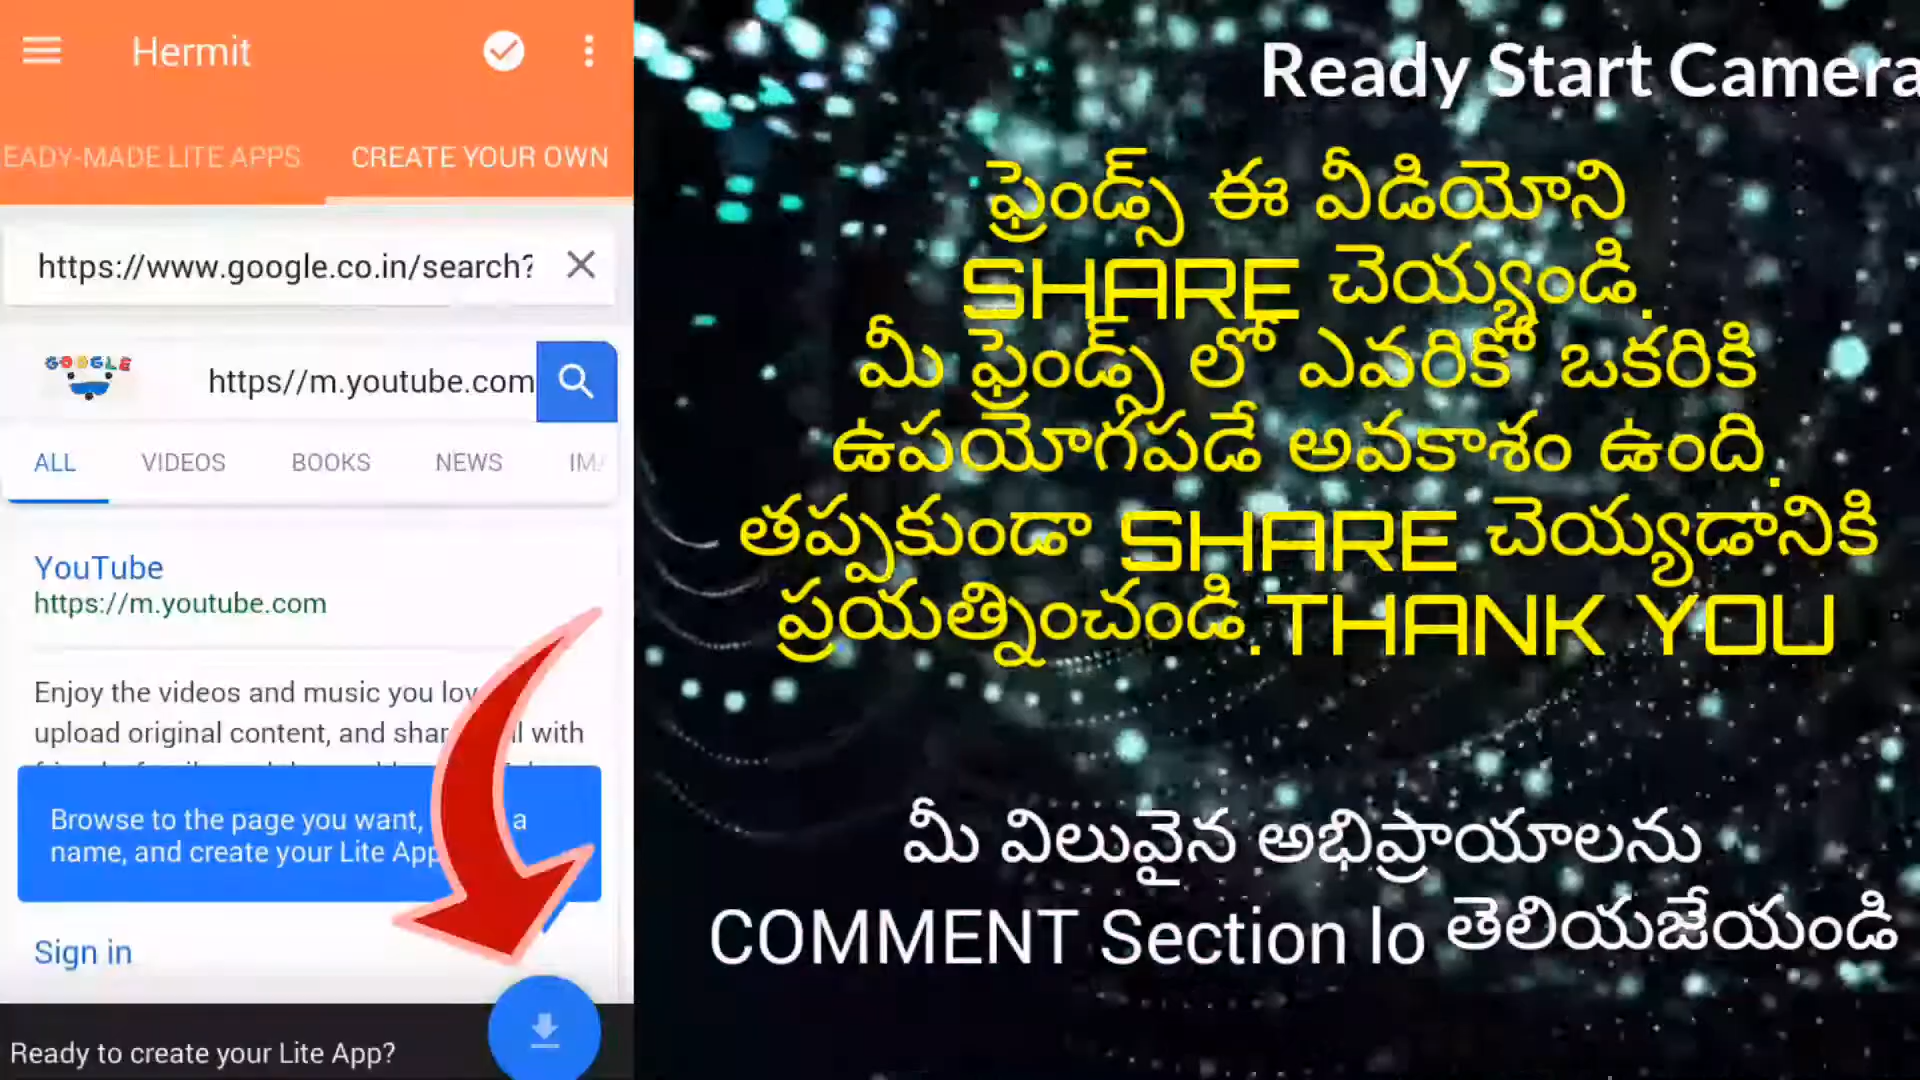 Hermit
EADY-MADE LITE APPS CREATE YOUR OWN
https://www.google.co.in/search?
GOOGLE
https//m.youtube.com
ALL VIDEOS BOOKS NEWS IMA
YouTube
https://m.youtube.com
Enjoy the videos and music you lov
upload original content, and shar l with
Browse to the page you want, a
name, and create your Lite App
Sign in
Ready to create your Lite App?
Ready Start Camera
ఫ్రెండ్స్ ఈ వీడియోని
SHARE చెయ్యండి.
మీ ఫ్రెండ్స్ లో ఎవరికో ఒకరికి
ఉపయోగపడే అవకాశం ఉంది.
తప్పకుండా SHARE చెయ్యడానికి
ప్రయత్నించండి.THANK YOU
మీ విలువైన అభిప్రాయాలను
COMMENT Section lo తెలియజేయండి